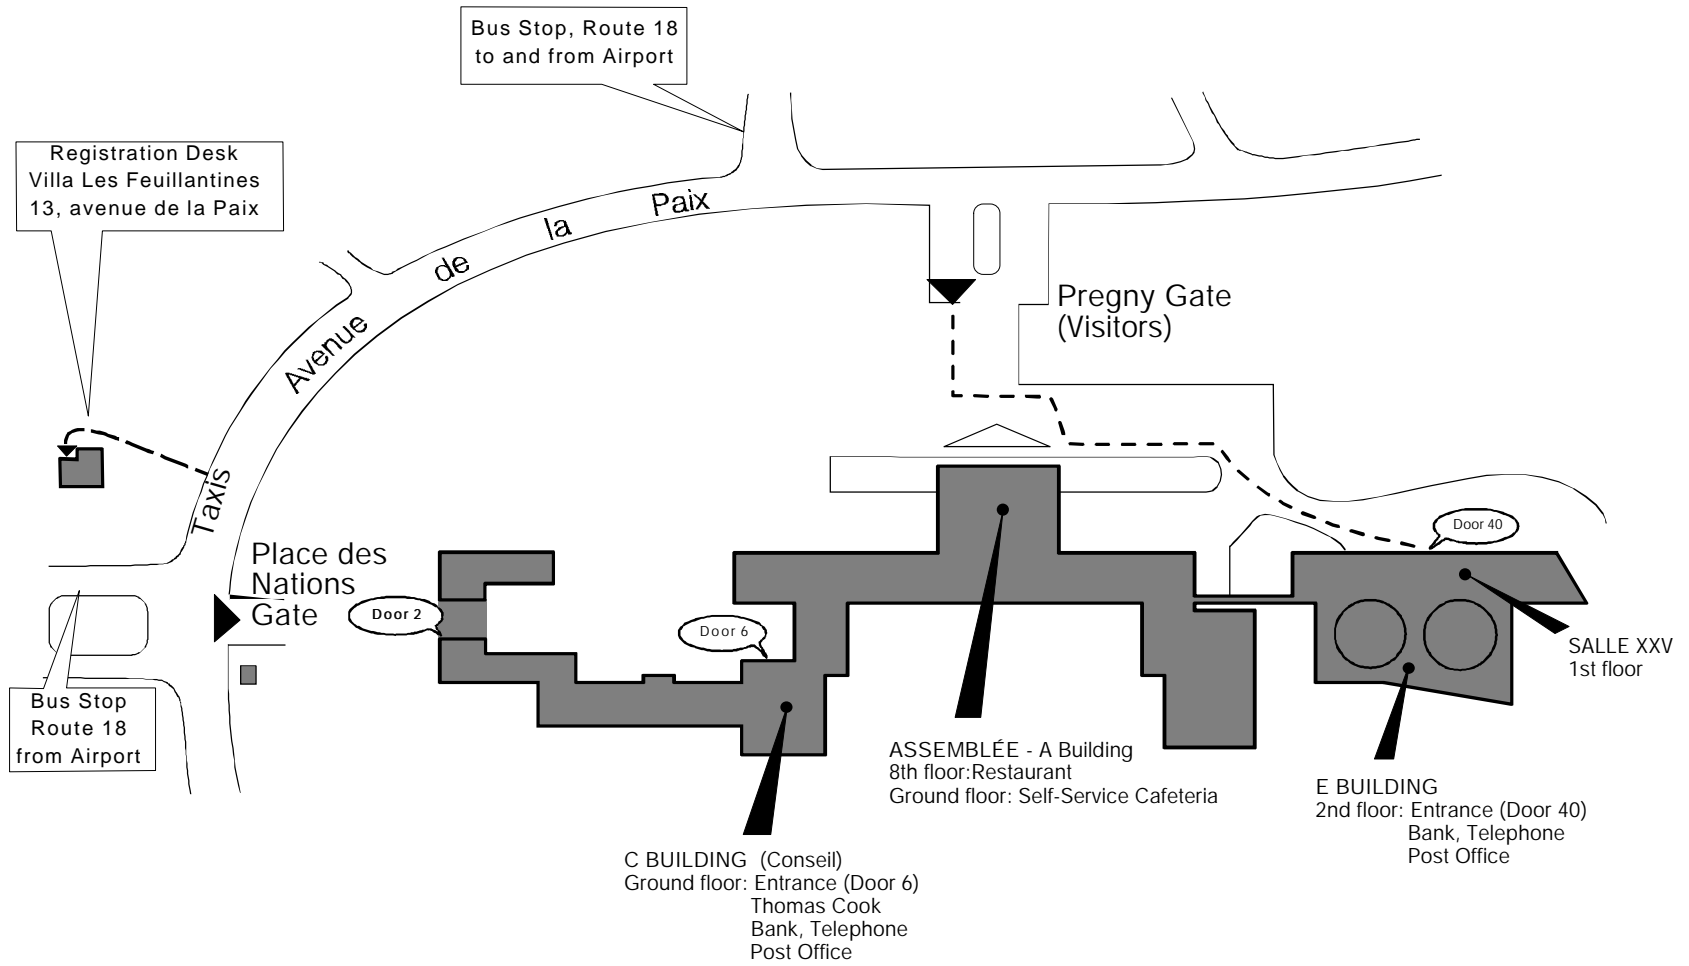 Bus Stop, Route 18
to and from Airport
Registration Desk
Villa Les Feuillantines
13, avenue de la Paix
Avenue de la Paix
Pregny Gate
(Visitors)
Taxis
Door 40
Place des
Nations
Gate
Door 2
Door 6
SALLE XXV
1st floor
Bus Stop
Route 18
from Airport
ASSEMBLÉE - A Building
8th floor:Restaurant
Ground floor: Self-Service Cafeteria
E BUILDING
2nd floor: Entrance (Door 40)
Bank, Telephone
Post Office
C BUILDING (Conseil)
Ground floor: Entrance (Door 6)
Thomas Cook
Bank, Telephone
Post Office